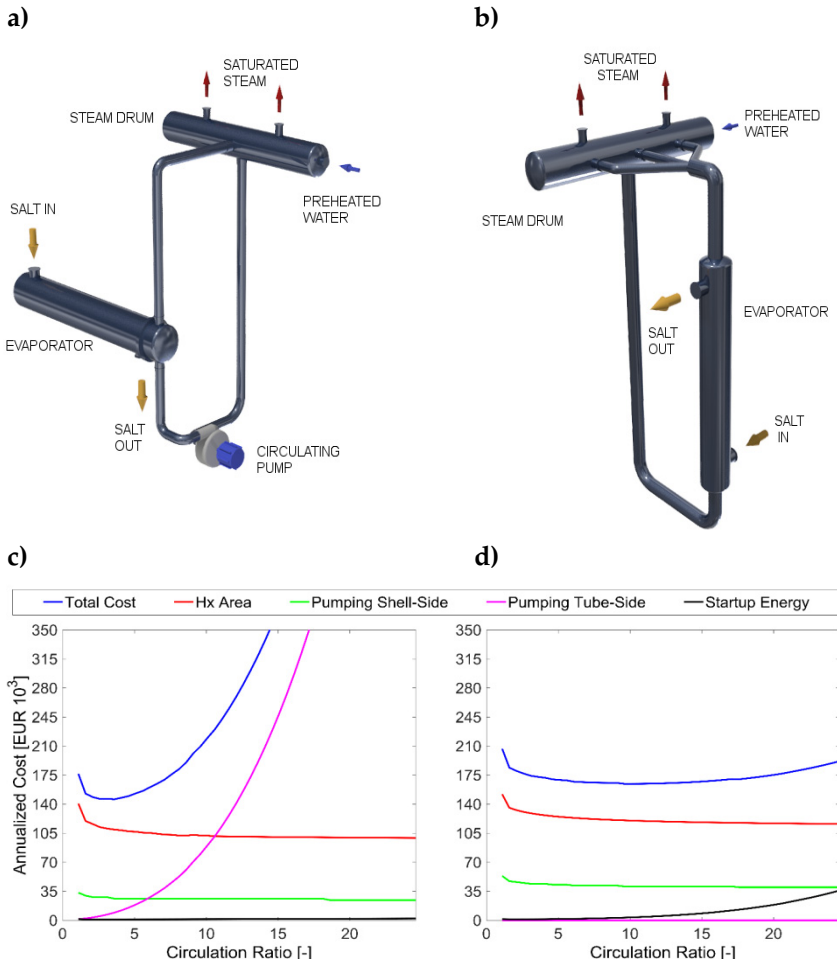 a)
SATURATED
STEAM
STEAM DRUM
PREHEATED
WATER
SALT IN
EVAPORATOR
SALT
OUT
CIRCULATING
PUMP
b)
SATURATED
STEAM
PREHEATED
WATER
STEAM DRUM
EVAPORATOR
SALT
OUT
SALT
IN
c)
d)
Total Cost
Hx Area
Pumping Shell-Side
Pumping Tube-Side
Startup Energy
Annualized Cost [EUR 10³]
350
315
280
245
210
175
140
105
70
35
0
0
5
10
15
20
Circulation Ratio [-]
350
315
280
245
210
175
140
105
70
35
0
0
5
10
15
20
Circulation Ratio [-]